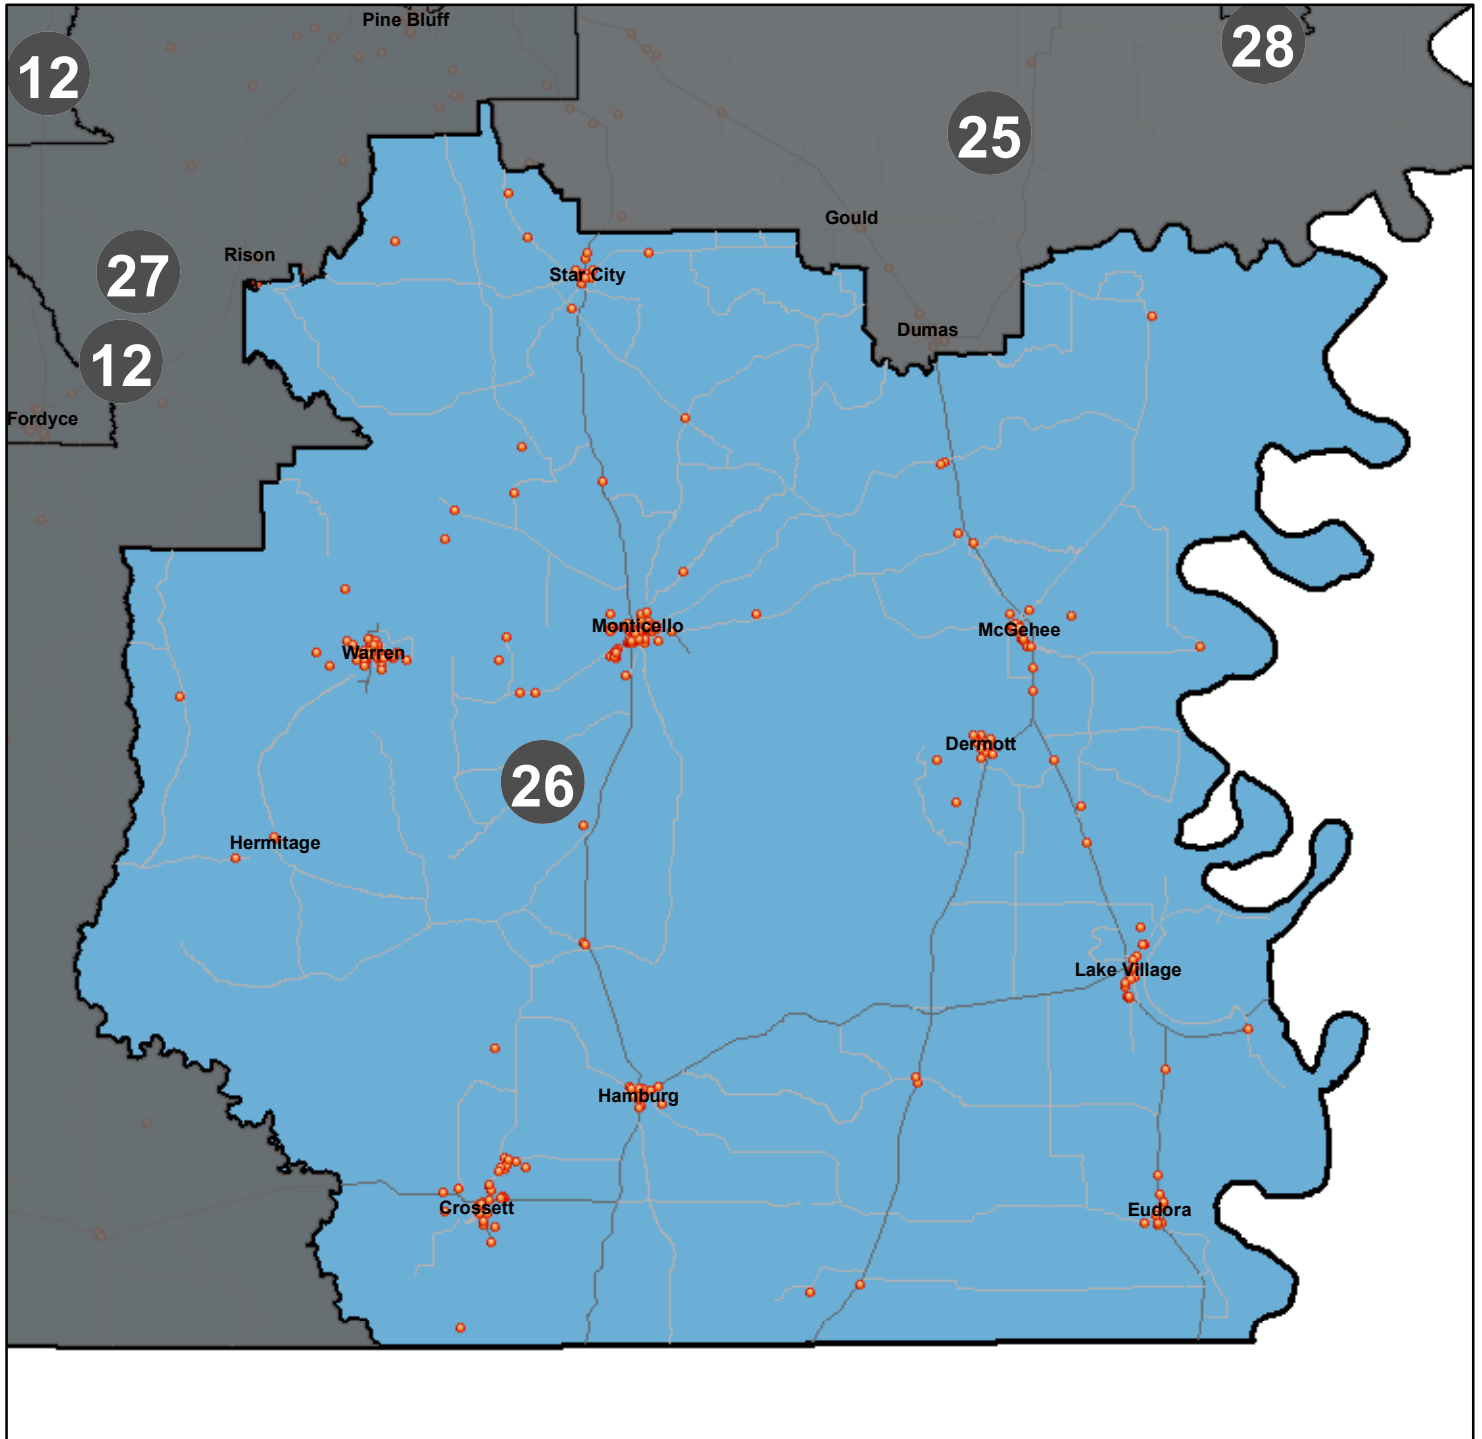 Pine Bluff
28
12
25
Gould
Rison
27
Star City
Dumas
12
Fordyce
Monticello
McGehee
Warren
Dermott
26
Hermitage
Lake Village
Hamburg
Crossett
Eudora